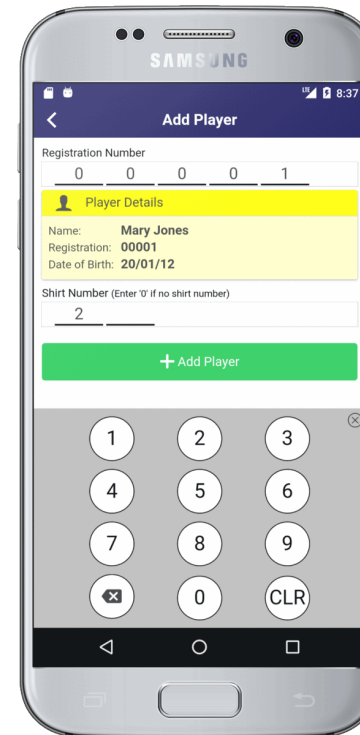 SAMSUNG
LTE 8:37
Add Player
Registration Number
0 0 0 0 1
Player Details
Name: Mary Jones
Registration: 00001
Date of Birth: 20/01/12
Shirt Number (Enter '0' if no shirt number)
2
+ Add Player
1 2 3
4 5 6
7 8 9
0 CLR